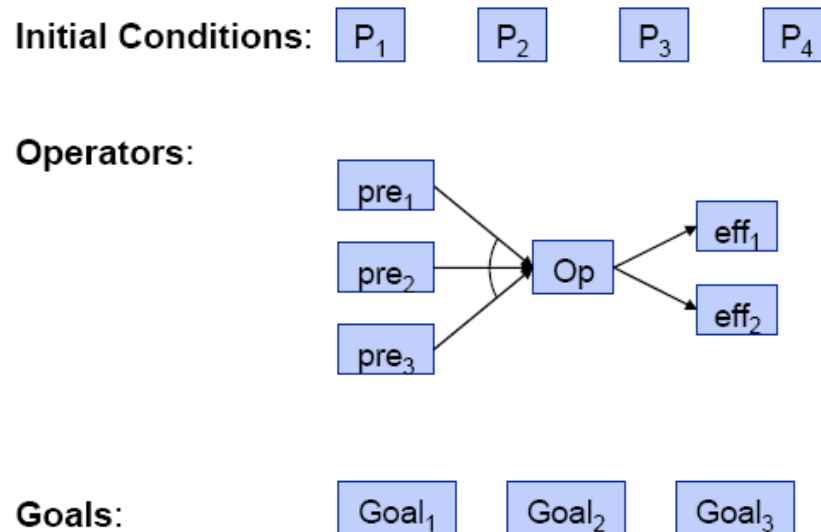 Initial Conditions: P₁ P₂ P₃ P₄
Operators:
pre₁
eff₁
pre₂ Op
eff₂
pre₃
Goals: Goal₁ Goal₂ Goal₃